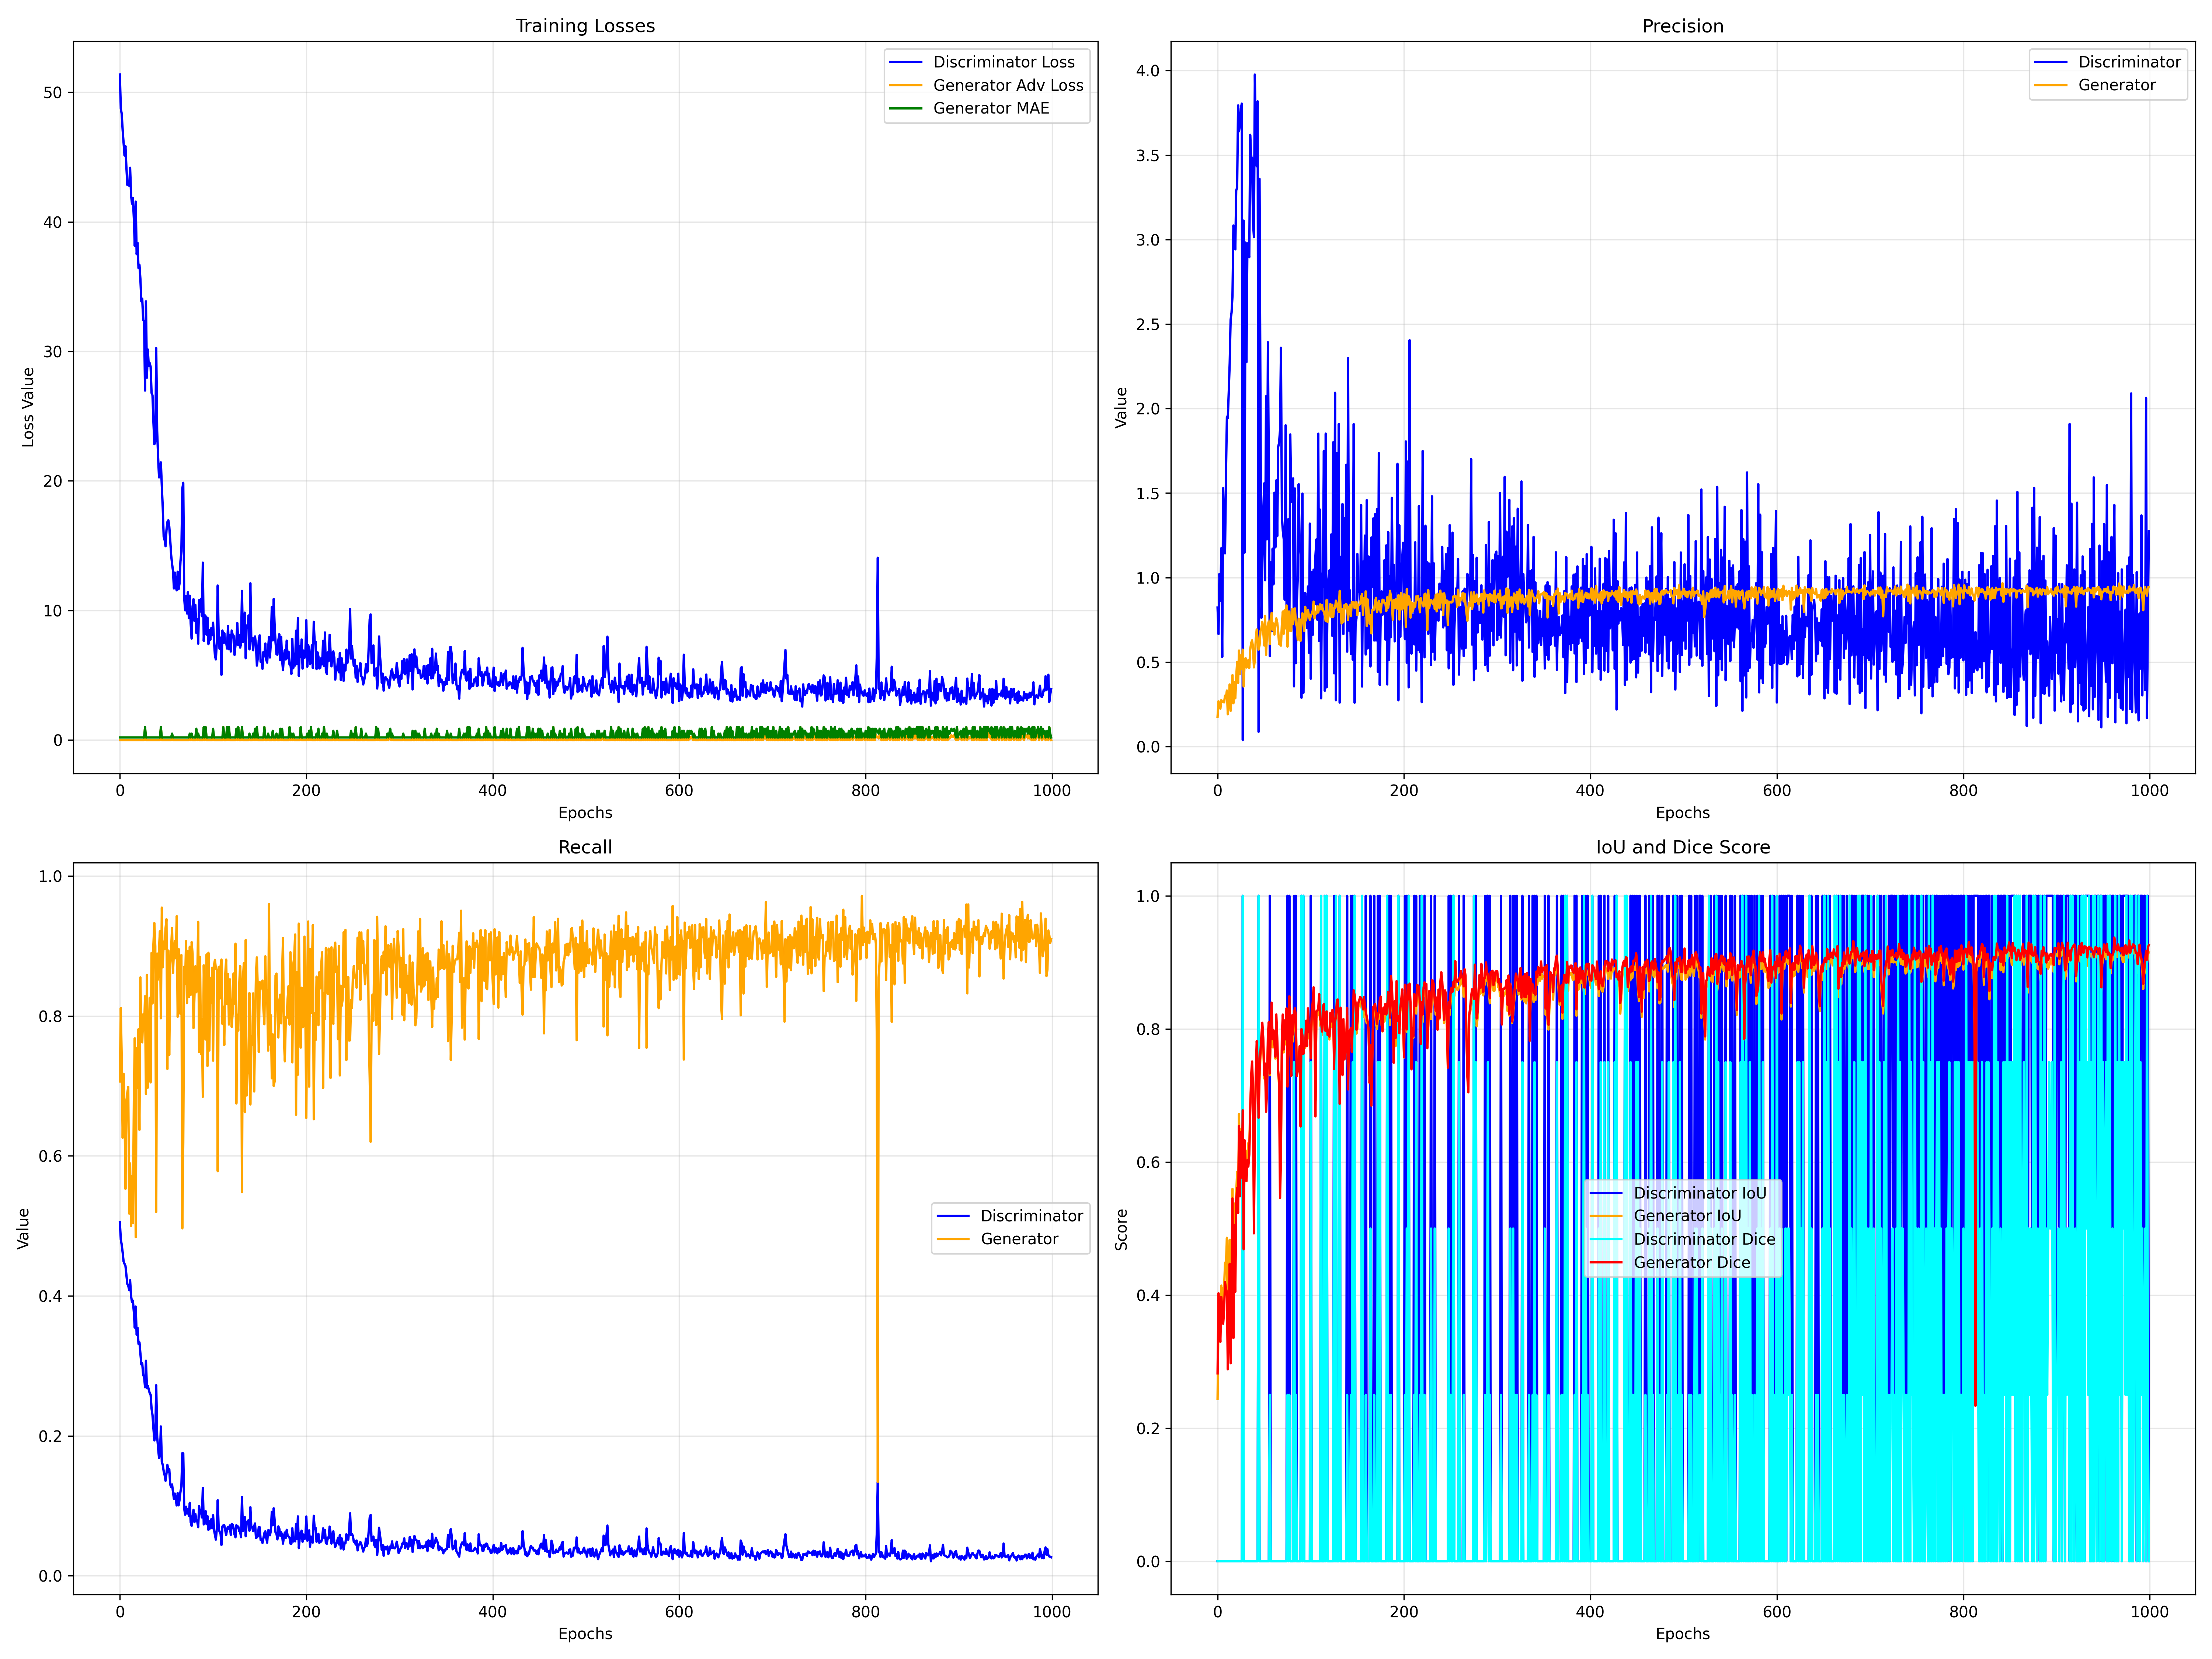 Training Losses
Loss Value
50
40
30
20
10
0
Discriminator Loss
Generator Adv Loss
Generator MAE
0 200 400 600 800 1000
Epochs
Precision
Value
4.0
3.5
3.0
2.5
2.0
1.5
1.0
0.5
0.0
Discriminator
Generator
0 200 400 600 800 1000
Epochs
Recall
Value
1.0
0.8
0.6
0.4
0.2
0.0
Discriminator
Generator
0 200 400 600 800 1000
Epochs
IoU and Dice Score
Score
1.0
0.8
0.6
0.4
0.2
0.0
Discriminator IoU
Generator IoU
Discriminator Dice
Generator Dice
0 200 400 600 800 1000
Epochs